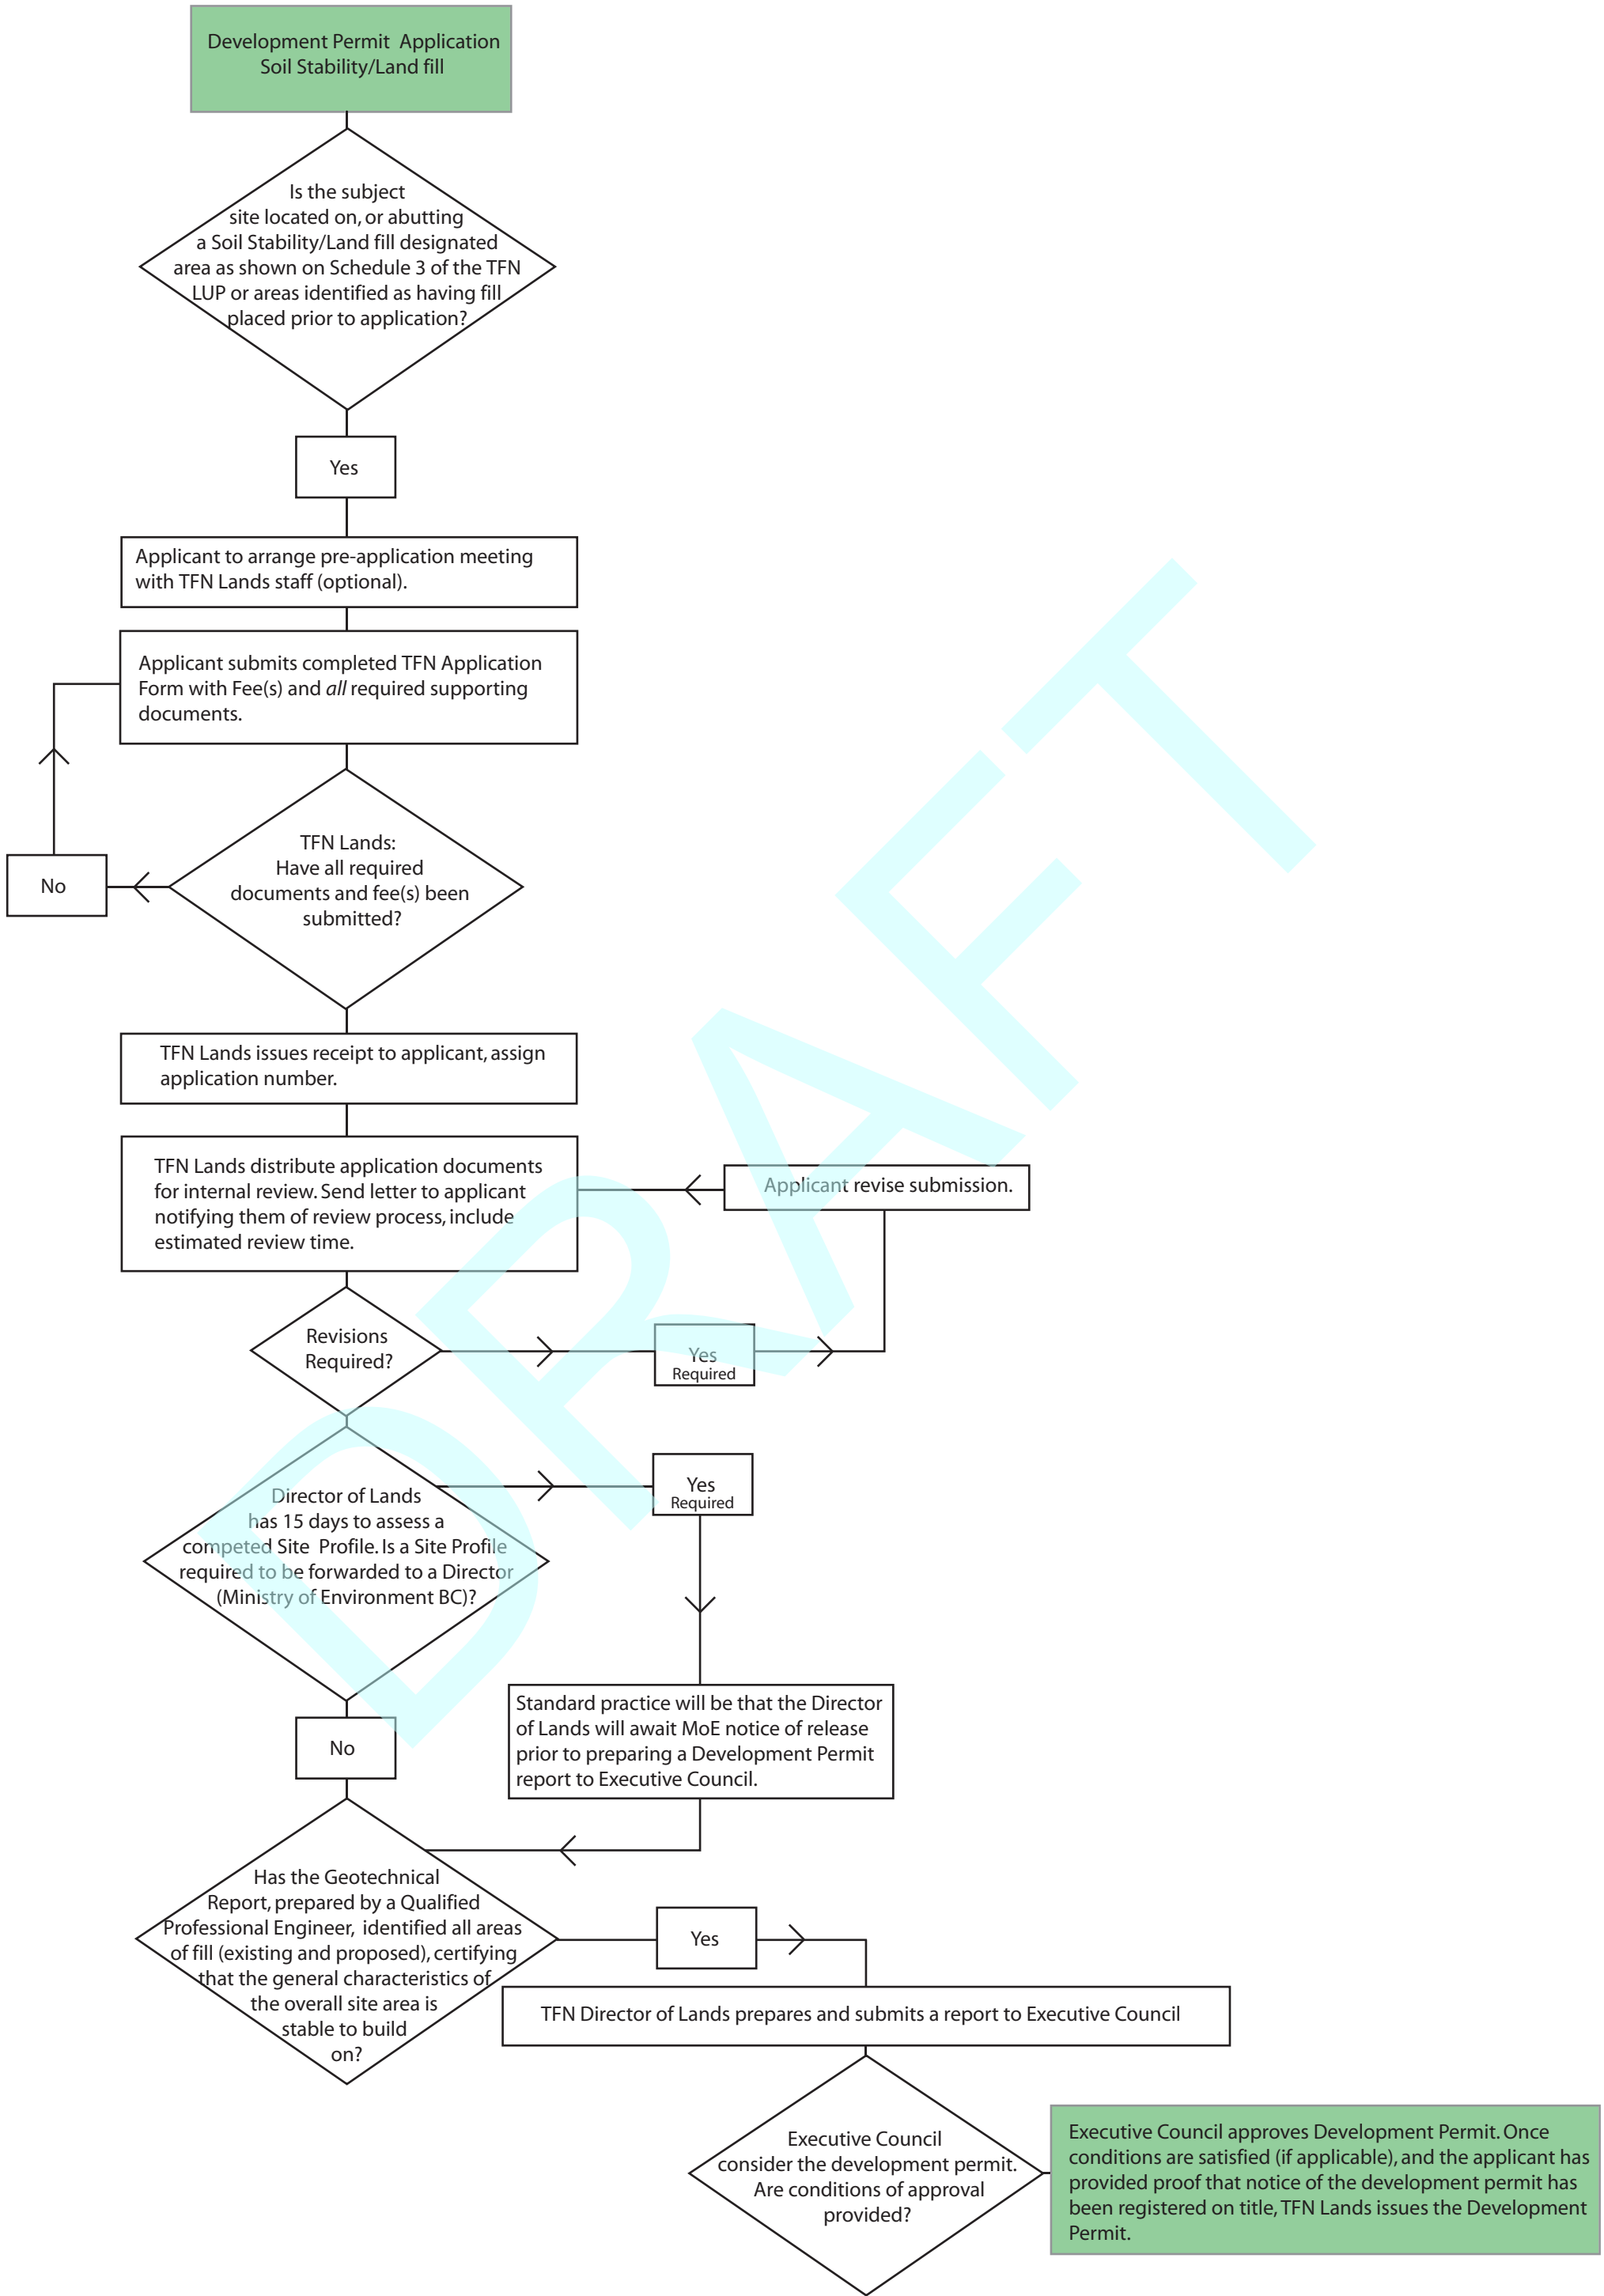 Development Permit Application
Soil Stability/Land fill
Is the subject
site located on, or abutting
a Soil Stability/Land fill designated
area as shown on Schedule 3 of the TFN
LUP or areas identified as having fill
placed prior to application?
Yes
Applicant to arrange pre-application meeting
with TFN Lands staff (optional).
Applicant submits completed TFN Application
Form with Fee(s) and all required supporting
documents.
TFN Lands:
Have all required
documents and fee(s) been
submitted?
No
TFN Lands issues receipt to applicant, assign
application number.
TFN Lands distribute application documents
for internal review. Send letter to applicant
notifying them of review process, include
estimated review time.
Applicant revise submission.
Revisions
Required?
Yes
Required
Director of Lands
has 15 days to assess a
competed Site Profile. Is a Site Profile
required to be forwarded to a Director
(Ministry of Environment BC)?
Yes
Required
Standard practice will be that the Director
of Lands will await MoE notice of release
prior to preparing a Development Permit
report to Executive Council.
No
Has the Geotechnical
Report, prepared by a Qualified
Professional Engineer, identified all areas
of fill (existing and proposed), certifying
that the general characteristics of
the overall site area is
stable to build
on?
Yes
TFN Director of Lands prepares and submits a report to Executive Council
Executive Council
consider the development permit.
Are conditions of approval
provided?
Executive Council approves Development Permit. Once
conditions are satisfied (if applicable), and the applicant has
provided proof that notice of the development permit has
been registered on title, TFN Lands issues the Development
Permit.
DRAFT